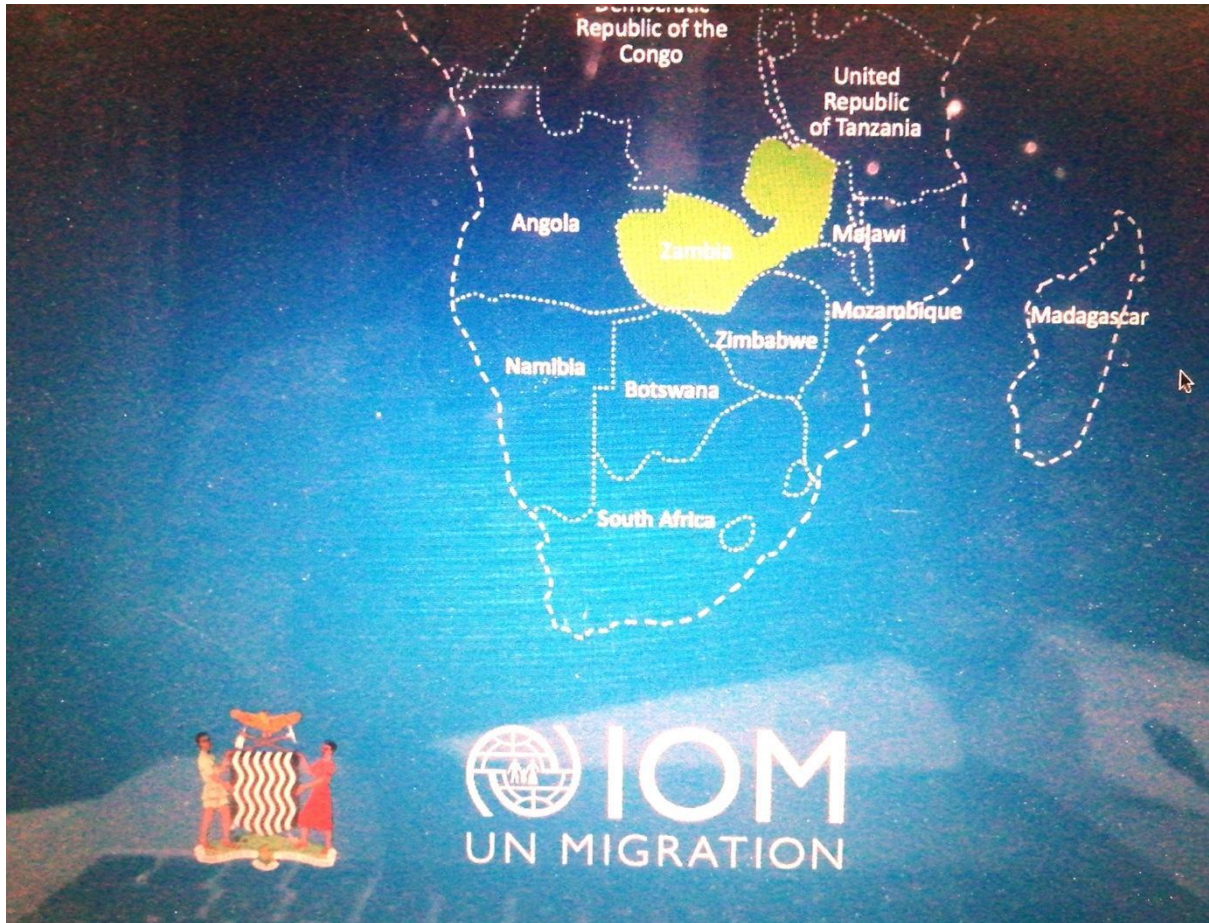 Democratic
Republic of the
Congo
United
Republic
of Tanzania
Angola
Zambia
Malawi
Mozambique
Madagascar
Zimbabwe
Namibia
Botswana
South Africa
IOM
UN MIGRATION